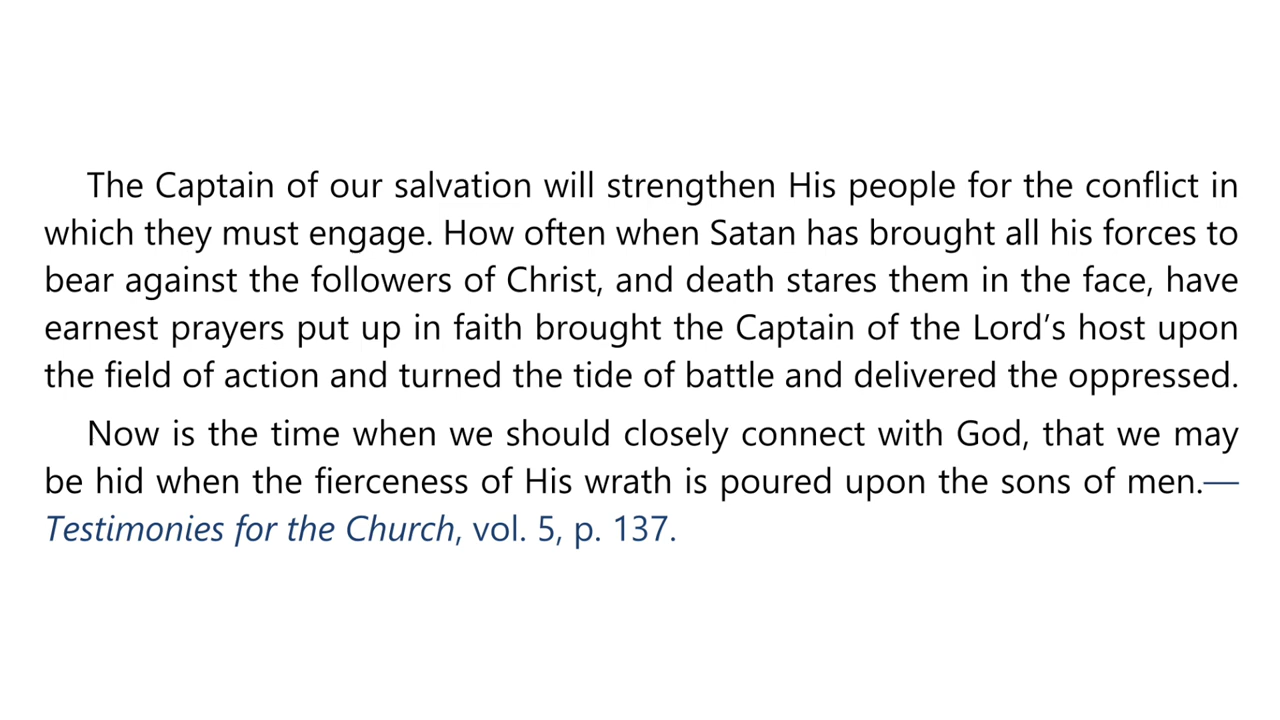 The Captain of our salvation will strengthen His people for the conflict in
which they must engage. How often when Satan has brought all his forces to
bear against the followers of Christ, and death stares them in the face, have
earnest prayers put up in faith brought the Captain of the Lord’s host upon
the field of action and turned the tide of battle and delivered the oppressed.
Now is the time when we should closely connect with God, that we may
be hid when the fierceness of His wrath is poured upon the sons of men.—
Testimonies for the Church, vol. 5, p. 137.